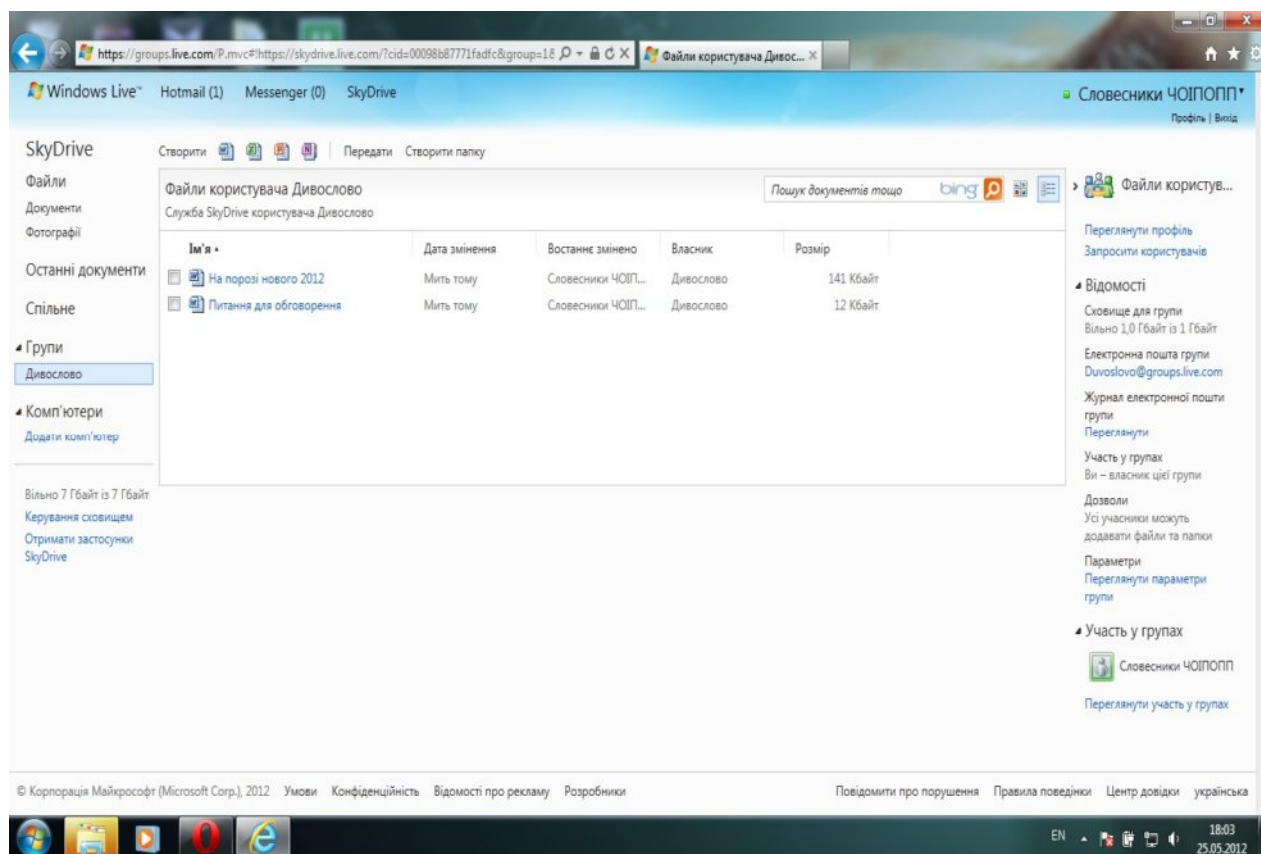 https://groups.live.com/P.mvc#!https://skydrive.live.com/?cid=00098b87771fadfc&group=18
Файли користувача Дивос...
Windows Live™ Hotmail (1) Messenger (0) SkyDrive
Словесники ЧОІПОПП
Профіль | Вихід
SkyDrive
Файли
Документи
Фотографії
Останні документи
Спільне
Групи
Дивослово
Комп'ютери
Додати комп'ютер
Вільно 7 Гбайт із 7 Гбайт
Керування сховищем
Отримати застосунки
SkyDrive
Створити Передати Створити папку
Файли користувача Дивослово
Служба SkyDrive користувача Дивослово
Пошук документів тощо bing
Ім'я Дата змінення Востаннє змінено Власник Розмір
На порозі нового 2012 Мить тому Словесники ЧОІП... Дивослово 141 Кбайт
Питання для обговорення Мить тому Словесники ЧОІП... Дивослово 12 Кбайт
Файли користув...
Переглянути профіль
Запросити користувачів
Відомості
Сховище для групи
Вільно 1,0 Гбайт із 1 Гбайт
Електронна пошта групи
Duvoslovo@groups.live.com
Журнал електронної пошти
групи
Переглянути
Участь у групах
Ви – власник цієї групи
Дозволи
Усі учасники можуть
додавати файли та папки
Параметри
Переглянути параметри
групи
Участь у групах
Словесники ЧОІПОПП
Переглянути участь у групах
© Корпорація Майкрософт (Microsoft Corp.), 2012 Умови Конфіденційність Відомості про рекламу Розробники
Повідомити про порушення Правила поведінки Центр довідки українська
EN 18:03
25.05.2012